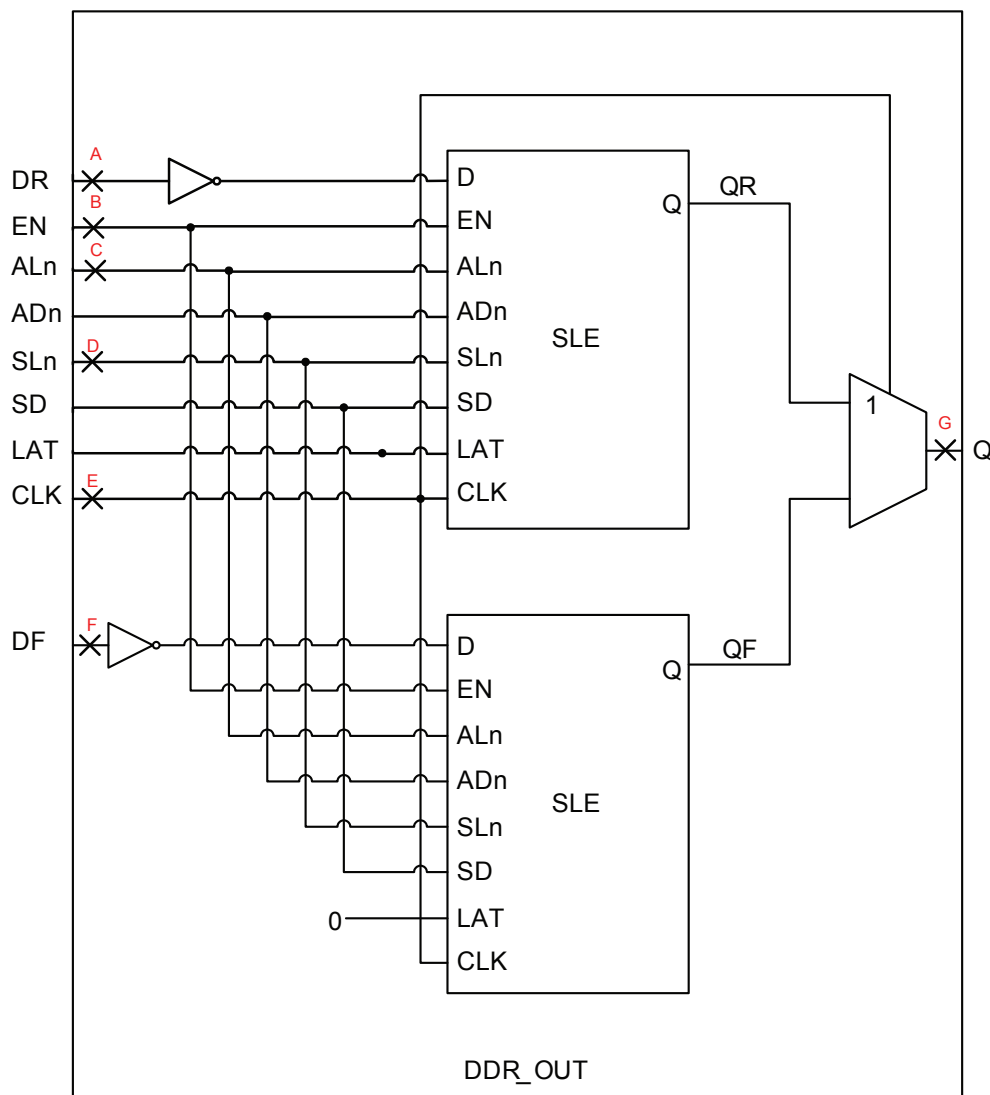 A
DR
B
EN
C
ALn
ADn
D
SLn
SD
LAT
E
CLK
D
EN
ALn
ADn
SLn
SD
LAT
CLK
SLE
Q
QR
1
G
Q
F
DF
D
EN
ALn
ADn
SLn
SD
0
LAT
CLK
SLE
Q
QF
DDR_OUT